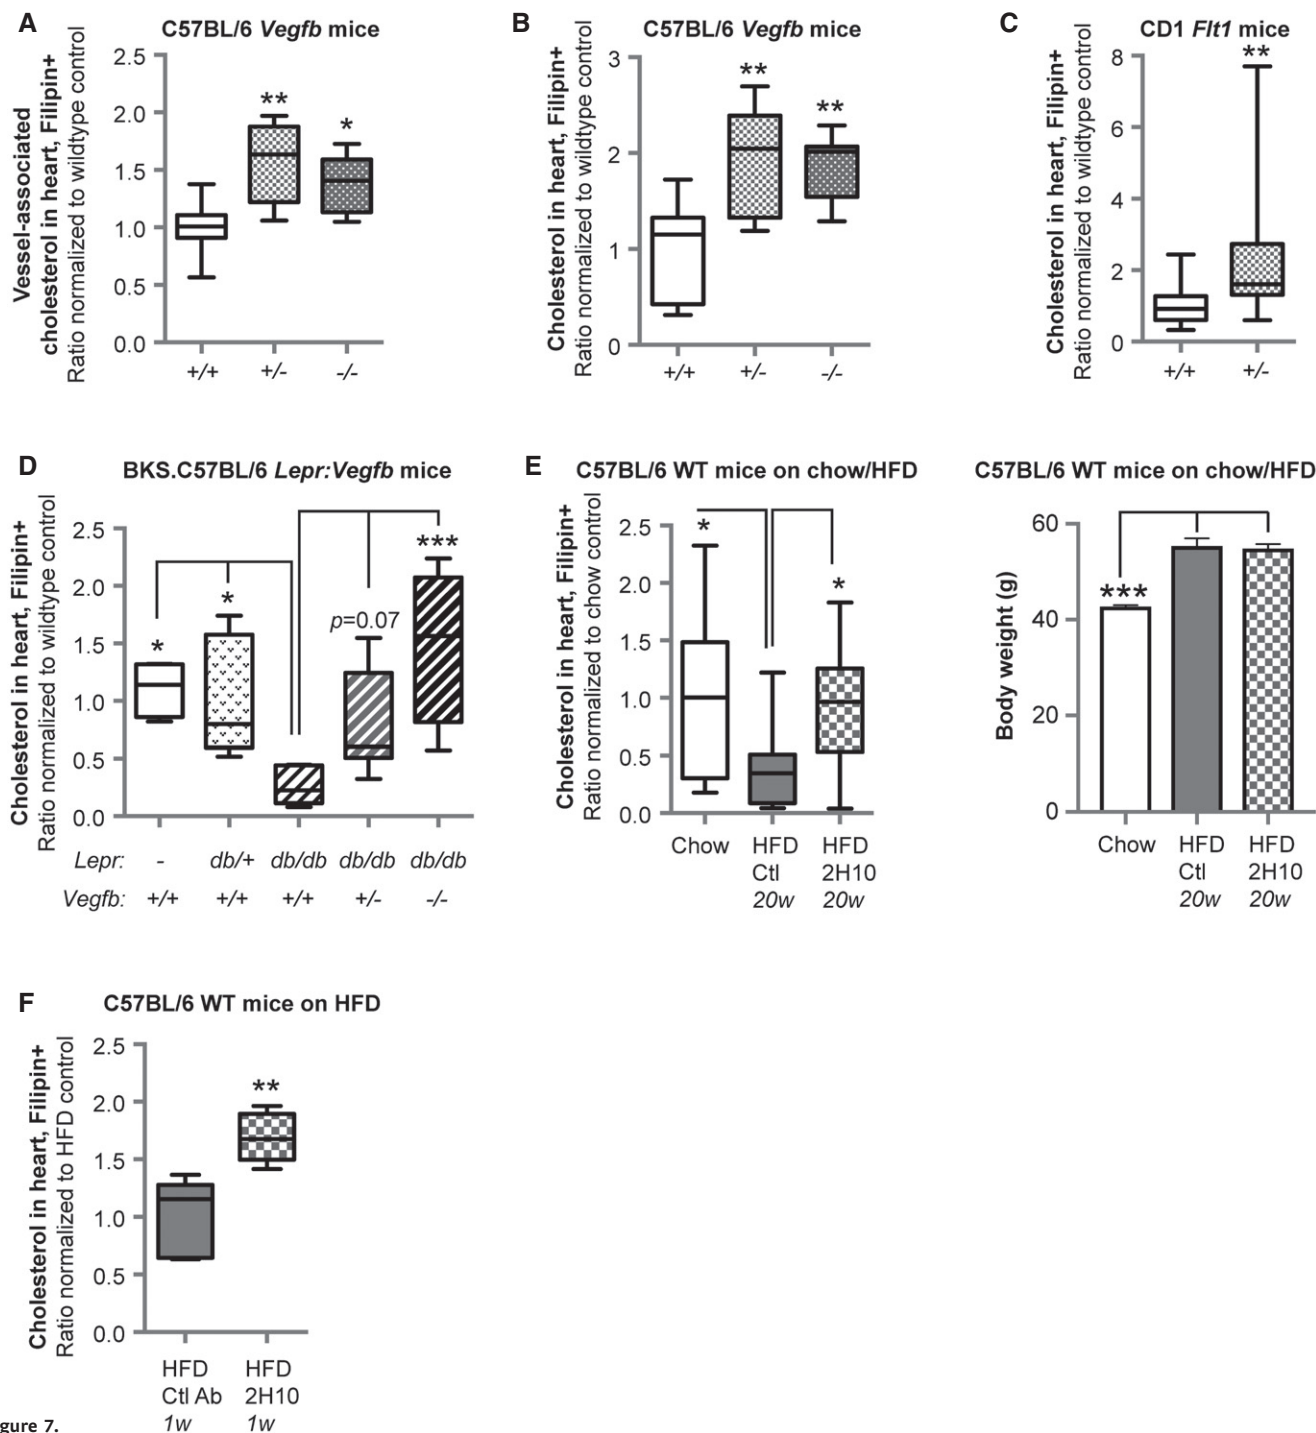 A
C57BL/6 Vegfb mice
Vessel-associated
cholesterol in heart, Filipin+
Ratio normalized to wildtype control
2.5
2.0
1.5
1.0
0.5
0.0
**
*
+/+
+/-
-/-
B
C57BL/6 Vegfb mice
Cholesterol in heart, Filipin+
Ratio normalized to wildtype control
3
2
1
0
**
**
+/+
+/-
-/-
C
CD1 Flt1 mice
Cholesterol in heart, Filipin+
Ratio normalized to wildtype control
8
6
4
2
0
**
+/+
+/-
D
BKS.C57BL/6 Lepr:Vegfb mice
Cholesterol in heart, Filipin+
Ratio normalized to wildtype control
2.5
2.0
1.5
1.0
0.5
0.0
*
*
p=0.07
***
Lepr: - db/+ db/db db/db db/db
Vegfb: +/+ +/+ +/+ +/- -/-
E
C57BL/6 WT mice on chow/HFD
Cholesterol in heart, Filipin+
Ratio normalized to chow control
2.5
2.0
1.5
1.0
0.5
0.0
*
*
Chow
HFD
Ctl
20w
HFD
2H10
20w
C57BL/6 WT mice on chow/HFD
Body weight (g)
60
40
20
0
***
Chow
HFD
Ctl
20w
HFD
2H10
20w
F
C57BL/6 WT mice on HFD
Cholesterol in heart, Filipin+
Ratio normalized to HFD control
2.5
2.0
1.5
1.0
0.5
0.0
**
HFD
Ctl Ab
1w
HFD
2H10
1w
gure 7.